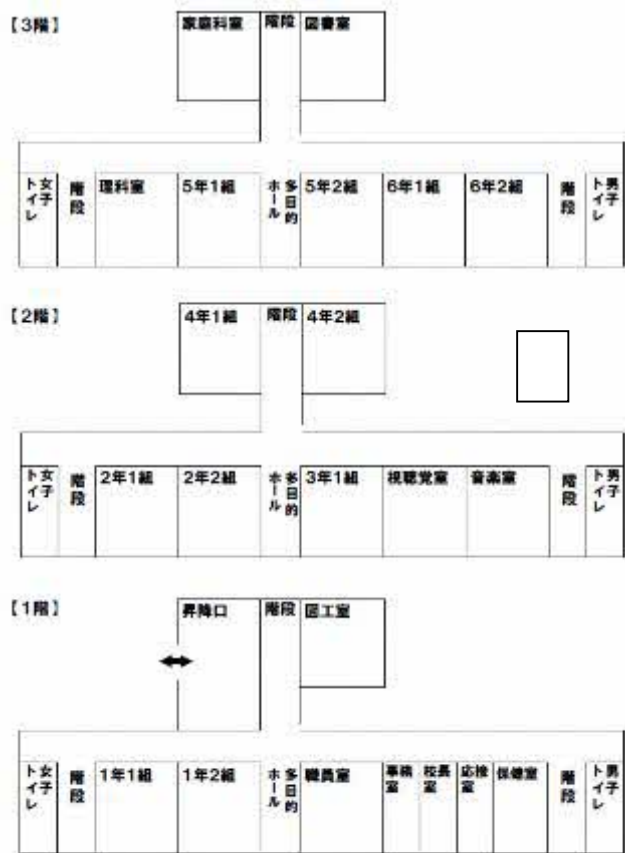 【3階】
家庭科室 階段 図書室
女子トイレ 階段 理科室 5年1組 多目的ホール 5年2組 6年1組 6年2組 階段 男子トイレ
【2階】
4年1組 階段 4年2組
女子トイレ 階段 2年1組 2年2組 多目的ホール 3年1組 視聴覚室 音楽室 階段 男子トイレ
【1階】
昇降口 階段 図工室
女子トイレ 階段 1年1組 1年2組 多目的ホール 職員室 事務室 校長室 応接室 保健室 階段 男子トイレ